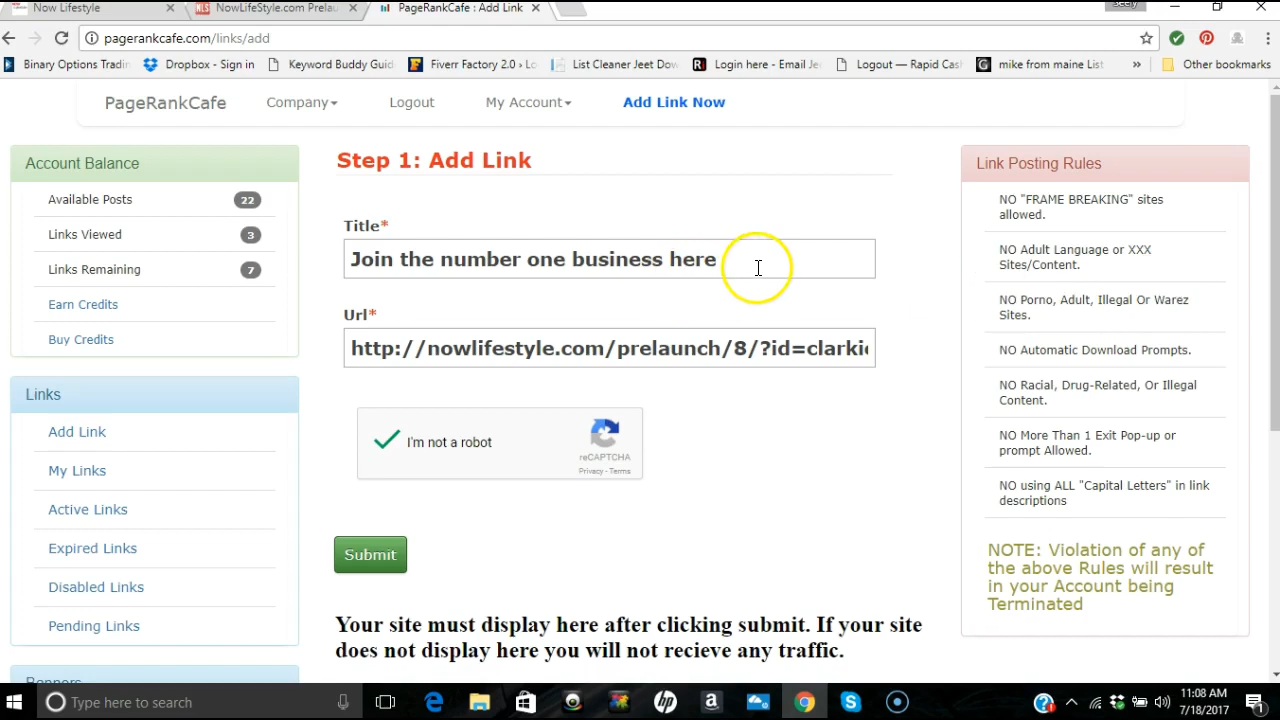 Now Lifestyle
NowLifeStyle.com Prelau
PageRankCafe : Add Link
Seely
pagerankcafe.com/links/add
Binary Options Tradin
Dropbox - Sign in
Keyword Buddy Guid
Fiverr Factory 2.0 › Lo
List Cleaner Jeet Dow
Login here - Email Je
Logout — Rapid Cas
mike from maine List
»
Other bookmarks
PageRankCafe
Company
Logout
My Account
Add Link Now
Account Balance
Available Posts 22
Links Viewed 3
Links Remaining 7
Earn Credits
Buy Credits
Links
Add Link
My Links
Active Links
Expired Links
Disabled Links
Pending Links
Banners
Step 1: Add Link
Title*
Join the number one business here
Url*
http://nowlifestyle.com/prelaunch/8/?id=clarkie
I'm not a robot
reCAPTCHA
Privacy - Terms
Submit
Your site must display here after clicking submit. If your site
does not display here you will not recieve any traffic.
Link Posting Rules
NO "FRAME BREAKING" sites
allowed.
NO Adult Language or XXX
Sites/Content.
NO Porno, Adult, Illegal Or Warez
Sites.
NO Automatic Download Prompts.
NO Racial, Drug-Related, Or Illegal
Content.
NO More Than 1 Exit Pop-up or
prompt Allowed.
NO using ALL "Capital Letters" in link
descriptions
NOTE: Violation of any of
the above Rules will result
in your Account being
Terminated
Type here to search
11:08 AM
7/18/2017